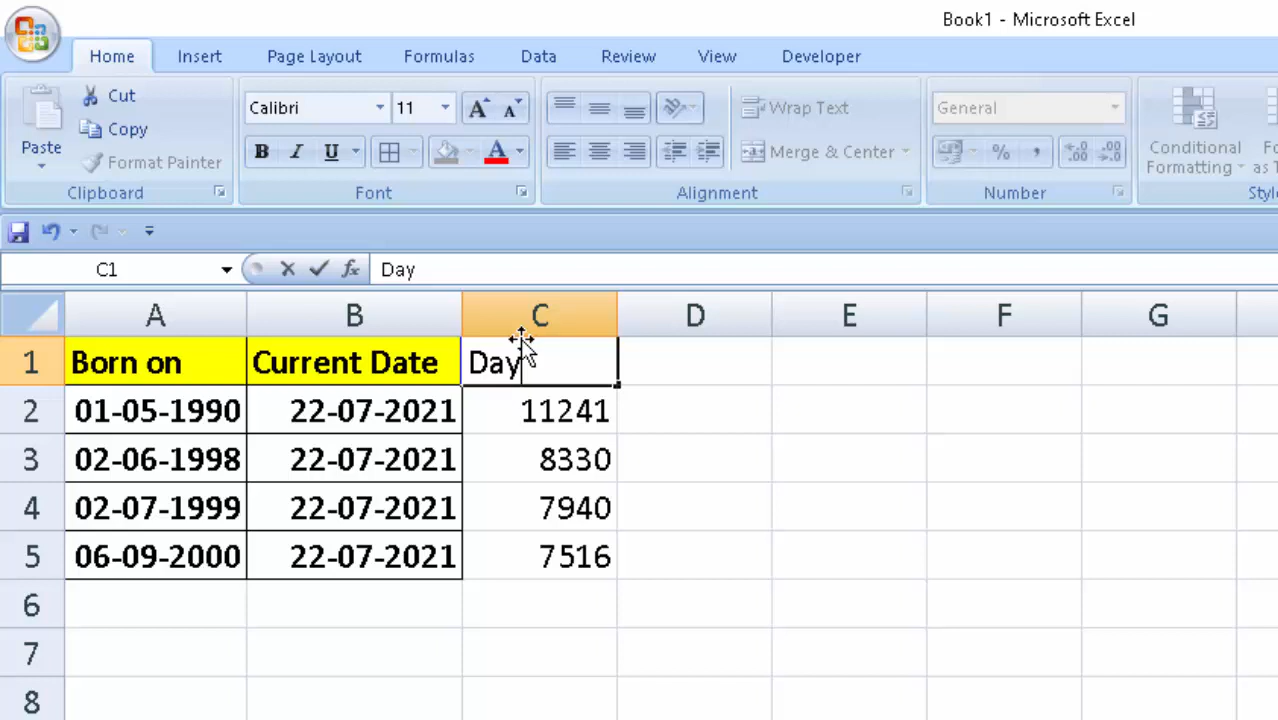 Book1 - Microsoft Excel
Home Insert Page Layout Formulas Data Review View Developer
Cut
Calibri 11 A A Wrap Text General
Copy
Paste B I U A Merge & Center % , Conditional
Format Painter Formatting as T
Clipboard Font Alignment Number Style
C1 fx Day
A B C D E F G
1 Born on Current Date Day
2 01-05-1990 22-07-2021 11241
3 02-06-1998 22-07-2021 8330
4 02-07-1999 22-07-2021 7940
5 06-09-2000 22-07-2021 7516
6
7
8